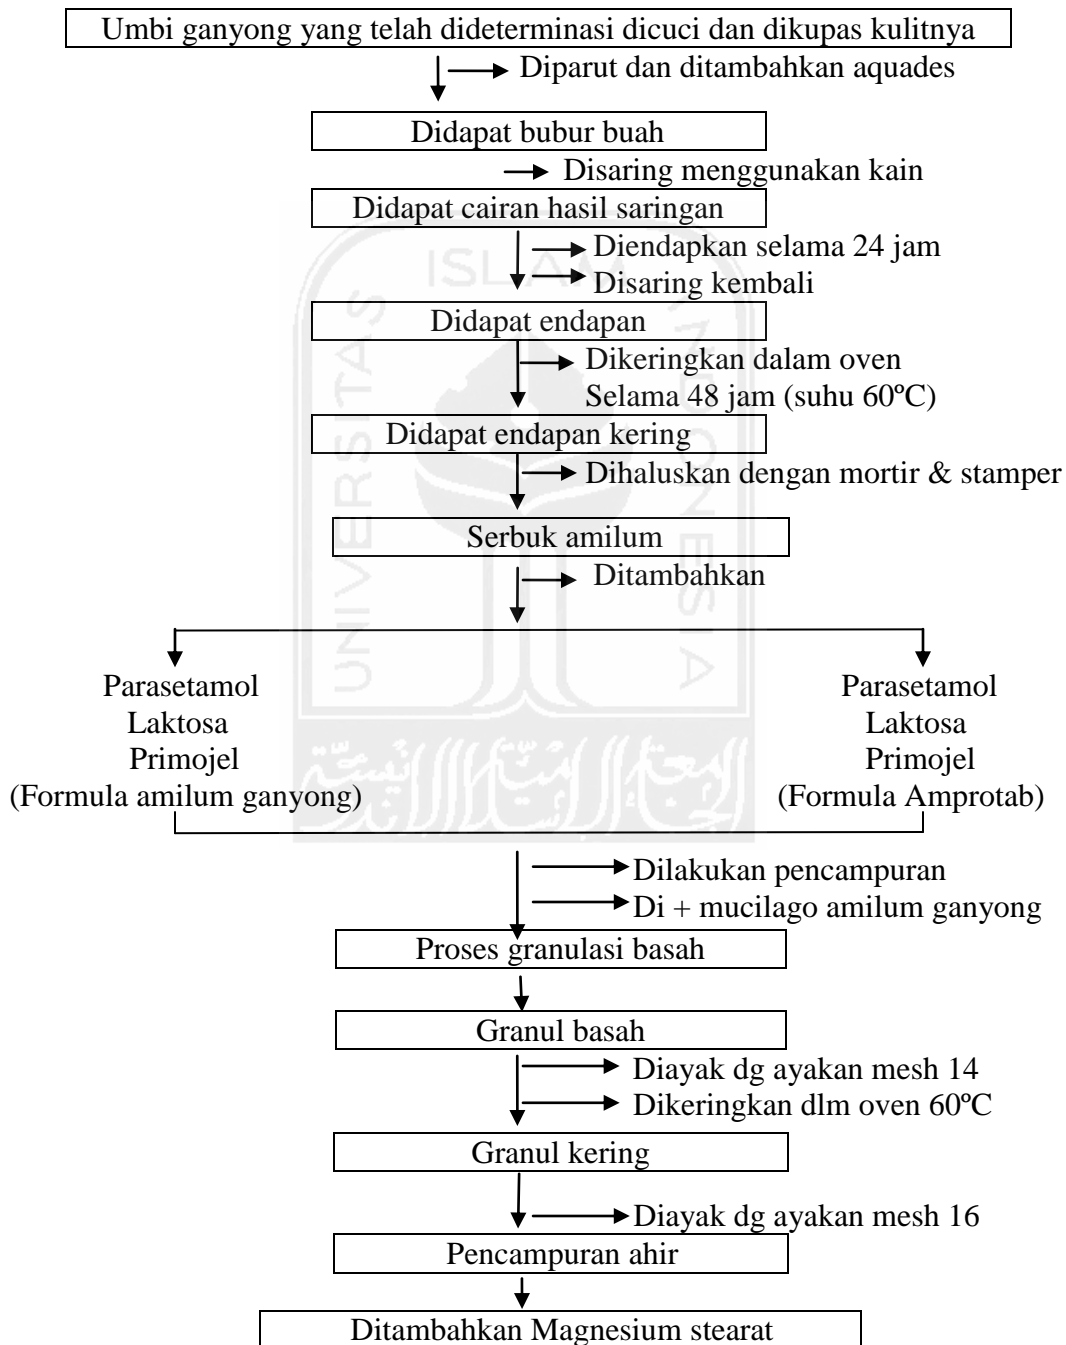 Umbi ganyong yang telah dideterminasi dicuci dan dikupas kulitnya
Diparut dan ditambahkan aquades
Didapat bubur buah
Disaring menggunakan kain
Didapat cairan hasil saringan
Diendapkan selama 24 jam
Disaring kembali
Didapat endapan
Dikeringkan dalam oven
Selama 48 jam (suhu 60ºC)
Didapat endapan kering
Dihaluskan dengan mortir & stamper
Serbuk amilum
Ditambahkan
Parasetamol
Laktosa
Primojel
(Formula amilum ganyong)
Parasetamol
Laktosa
Primojel
(Formula Amprotab)
Dilakukan pencampuran
Di + mucilago amilum ganyong
Proses granulasi basah
Granul basah
Diayak dg ayakan mesh 14
Dikeringkan dlm oven 60ºC
Granul kering
Diayak dg ayakan mesh 16
Pencampuran ahir
Ditambahkan Magnesium stearat
UNIVERSITAS
ISLAM
INDONESIA